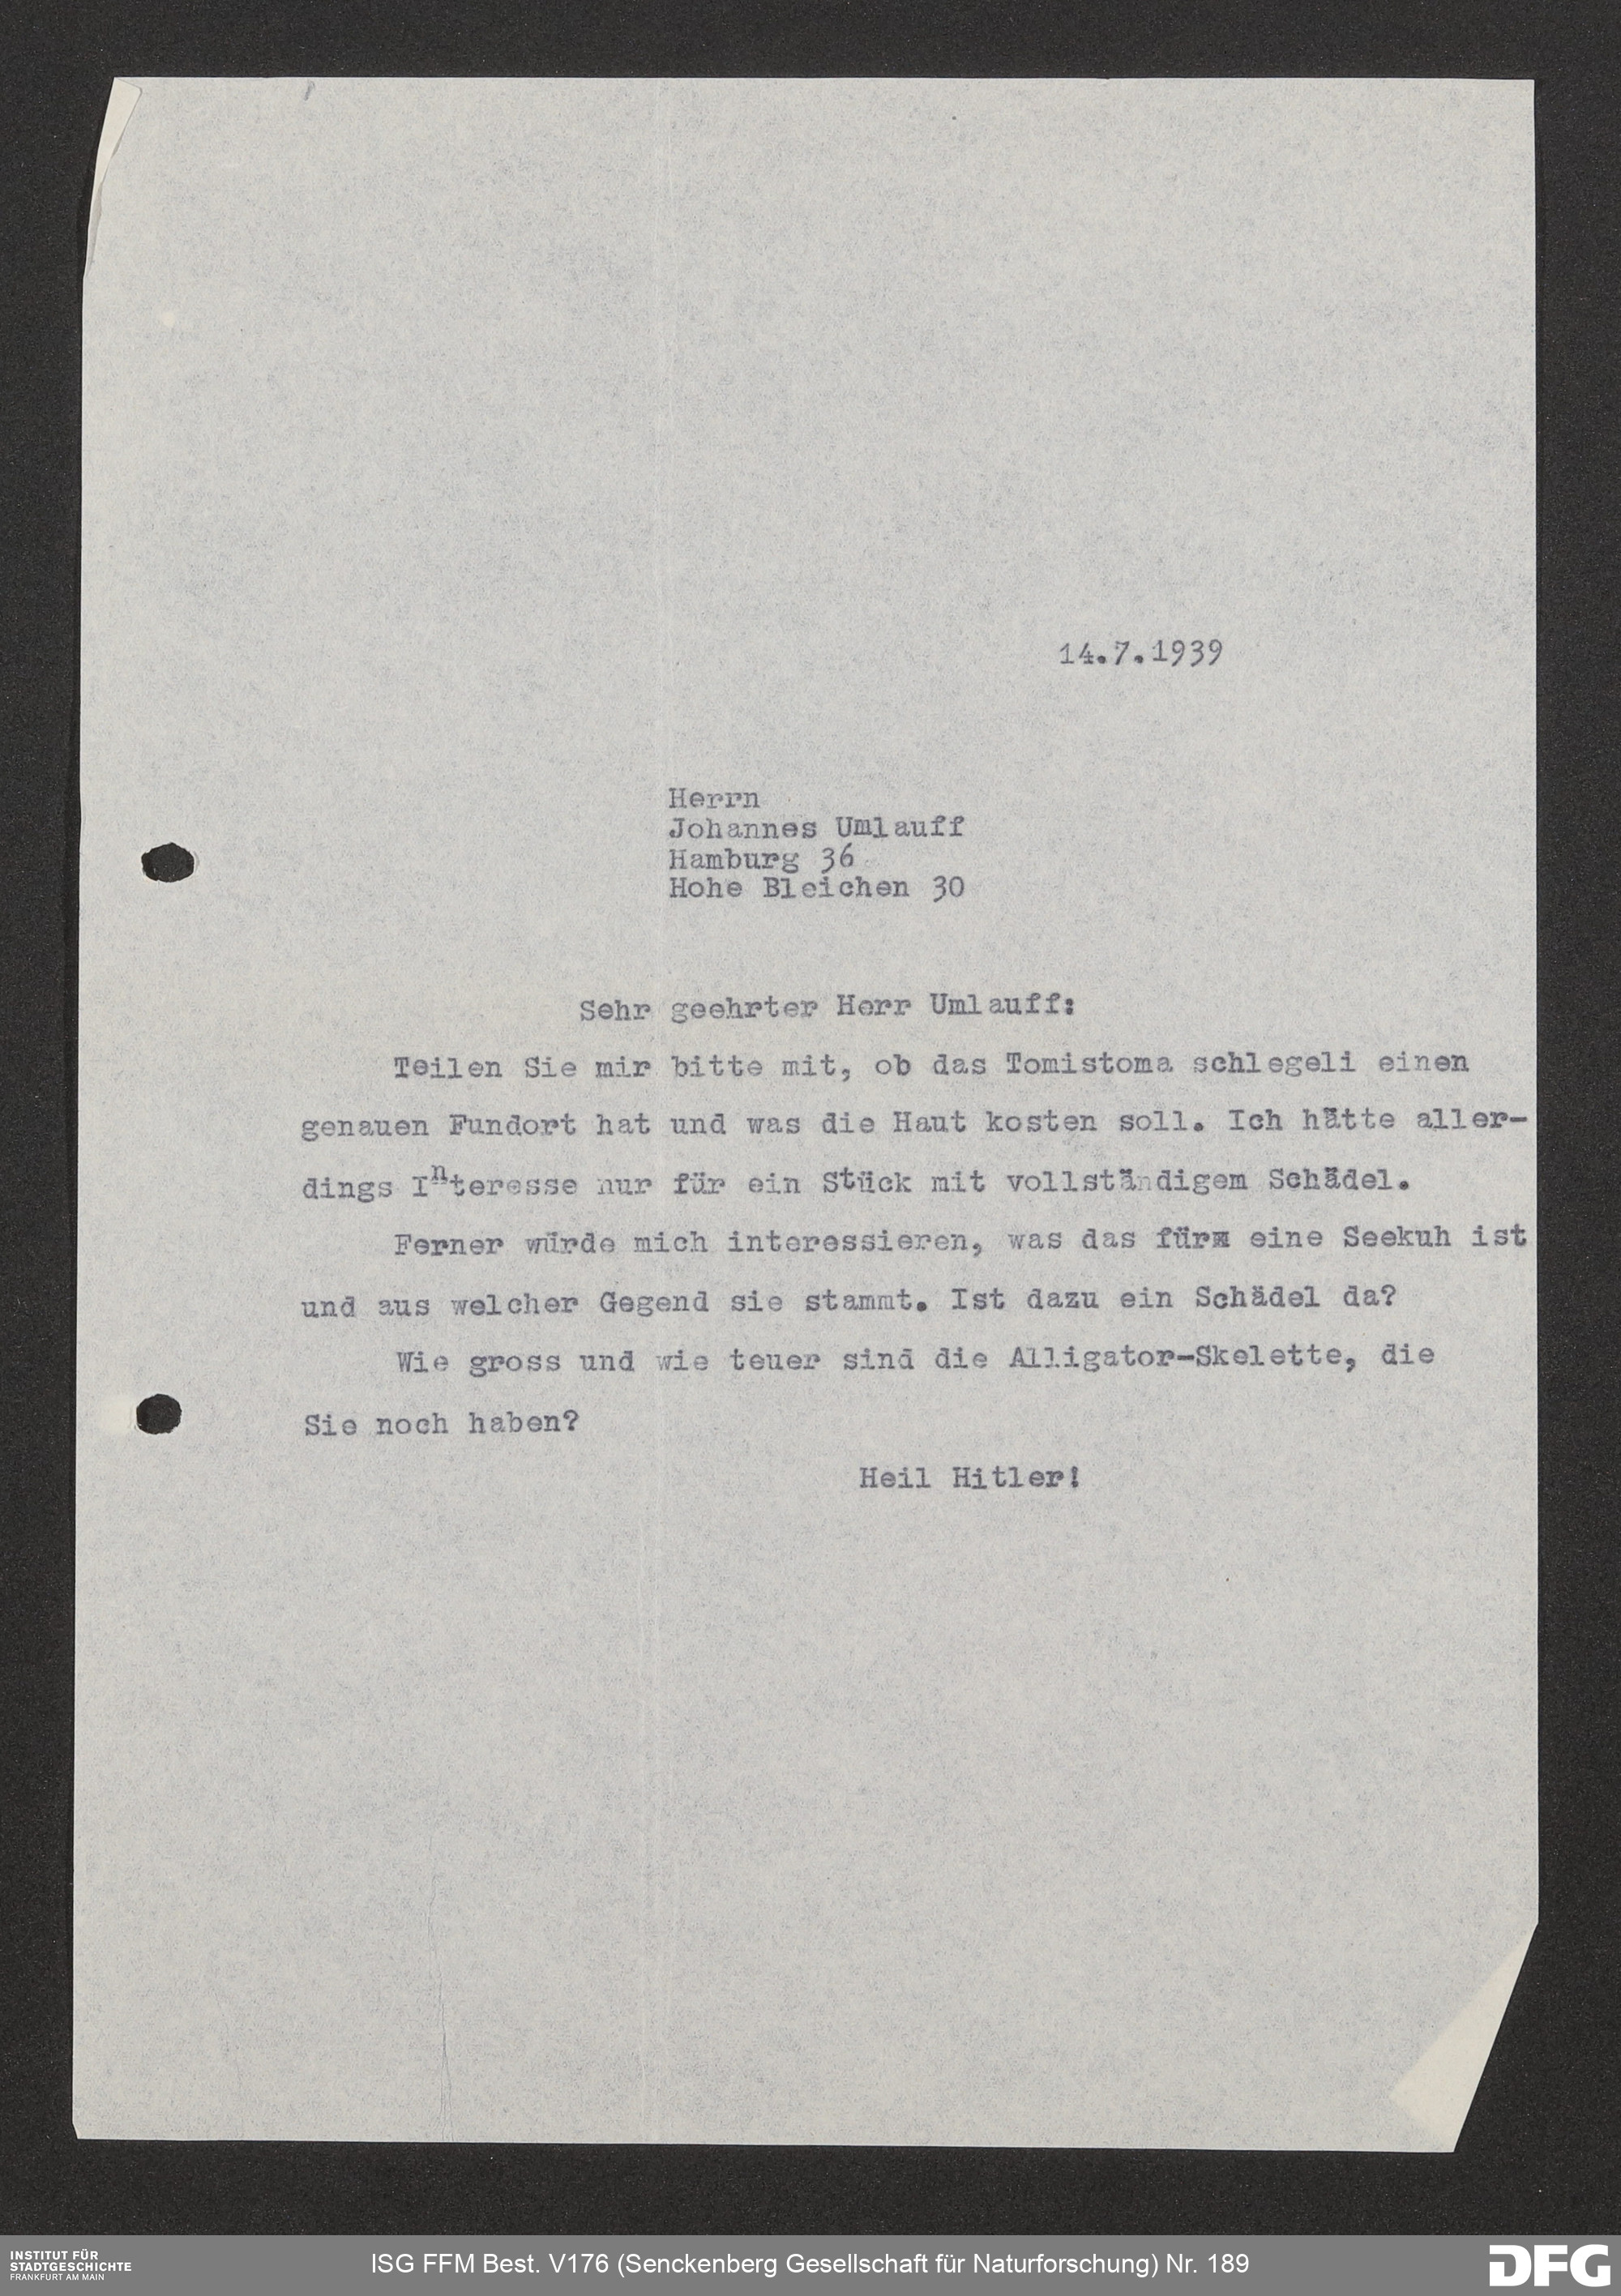 14.7.1939
Herrn
Johannes Umlauff
Hamburg 36
Hohe Bleichen 30
Sehr geehrter Herr Umlauff:
Teilen Sie mir bitte mit, ob das Tomistoma schlegeli einen
genauen Fundort hat und was die Haut kosten soll. Ich hätte aller-
dings Interesse nur für ein Stück mit vollständigem Schädel.
Ferner würde mich interessieren, was das fürm eine Seekuh ist
und aus welcher Gegend sie stammt. Ist dazu ein Schädel da?
Wie gross und wie teuer sind die Alligator-Skelette, die
Sie noch haben?
Heil Hitler!
INSTITUT FÜR
STADTGESCHICHTE
FRANKFURT AM MAIN
ISG FFM Best. V176 (Senckenberg Gesellschaft für Naturforschung) Nr. 189
DFG